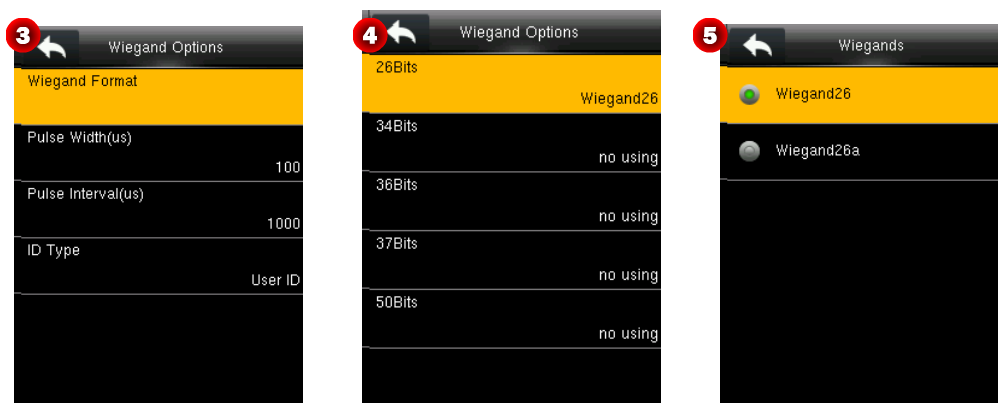 3
Wiegand Options
Wiegand Format
Pulse Width(us)
100
Pulse Interval(us)
1000
ID Type
User ID
4
Wiegand Options
26Bits
Wiegand26
34Bits
no using
36Bits
no using
37Bits
no using
50Bits
no using
5
Wiegands
Wiegand26
Wiegand26a